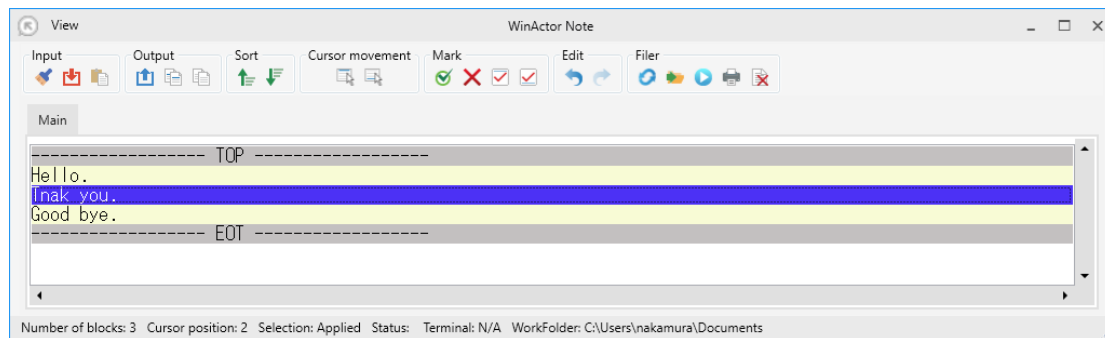 View WinActor Note
Input Output Sort Cursor movement Mark Edit Filer
Main
------------------ TOP ------------------
Hello.
Tnak you.
Good bye.
------------------ EOT ------------------
Number of blocks: 3 Cursor position: 2 Selection: Applied Status: Terminal: N/A WorkFolder: C:\Users\nakamura\Documents